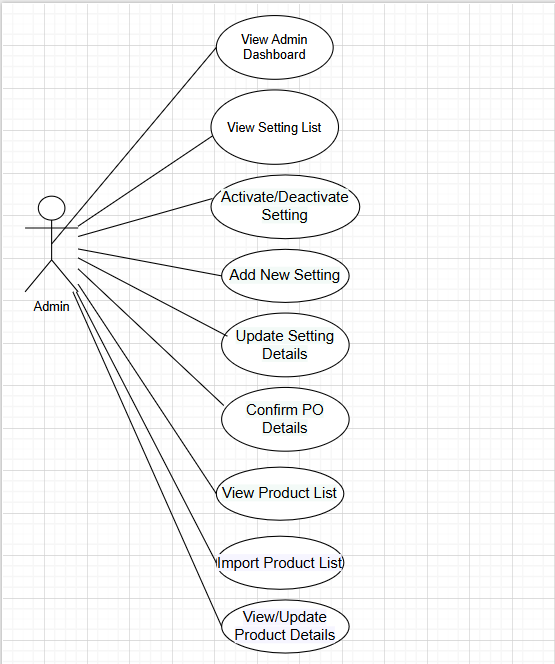 View Admin
Dashboard
View Setting List
Activate/Deactivate
Setting
Add New Setting
Admin
Update Setting
Details
Confirm PO
Details
View Product List
Import Product List
View/Update
Product Details